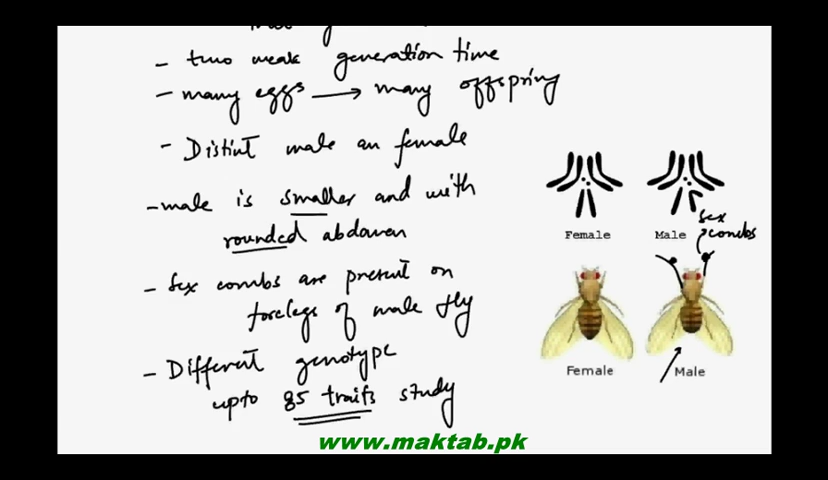 - two weak generation time
- many eggs → many offspring
- Distint male an female
- male is smaller and with
rounded abdomen
- Sex combs are present on
forelegs of male fly
- Different genotype
upto 85 traits study
Female
Male
sex
combs
Female
Male
www.maktab.pk